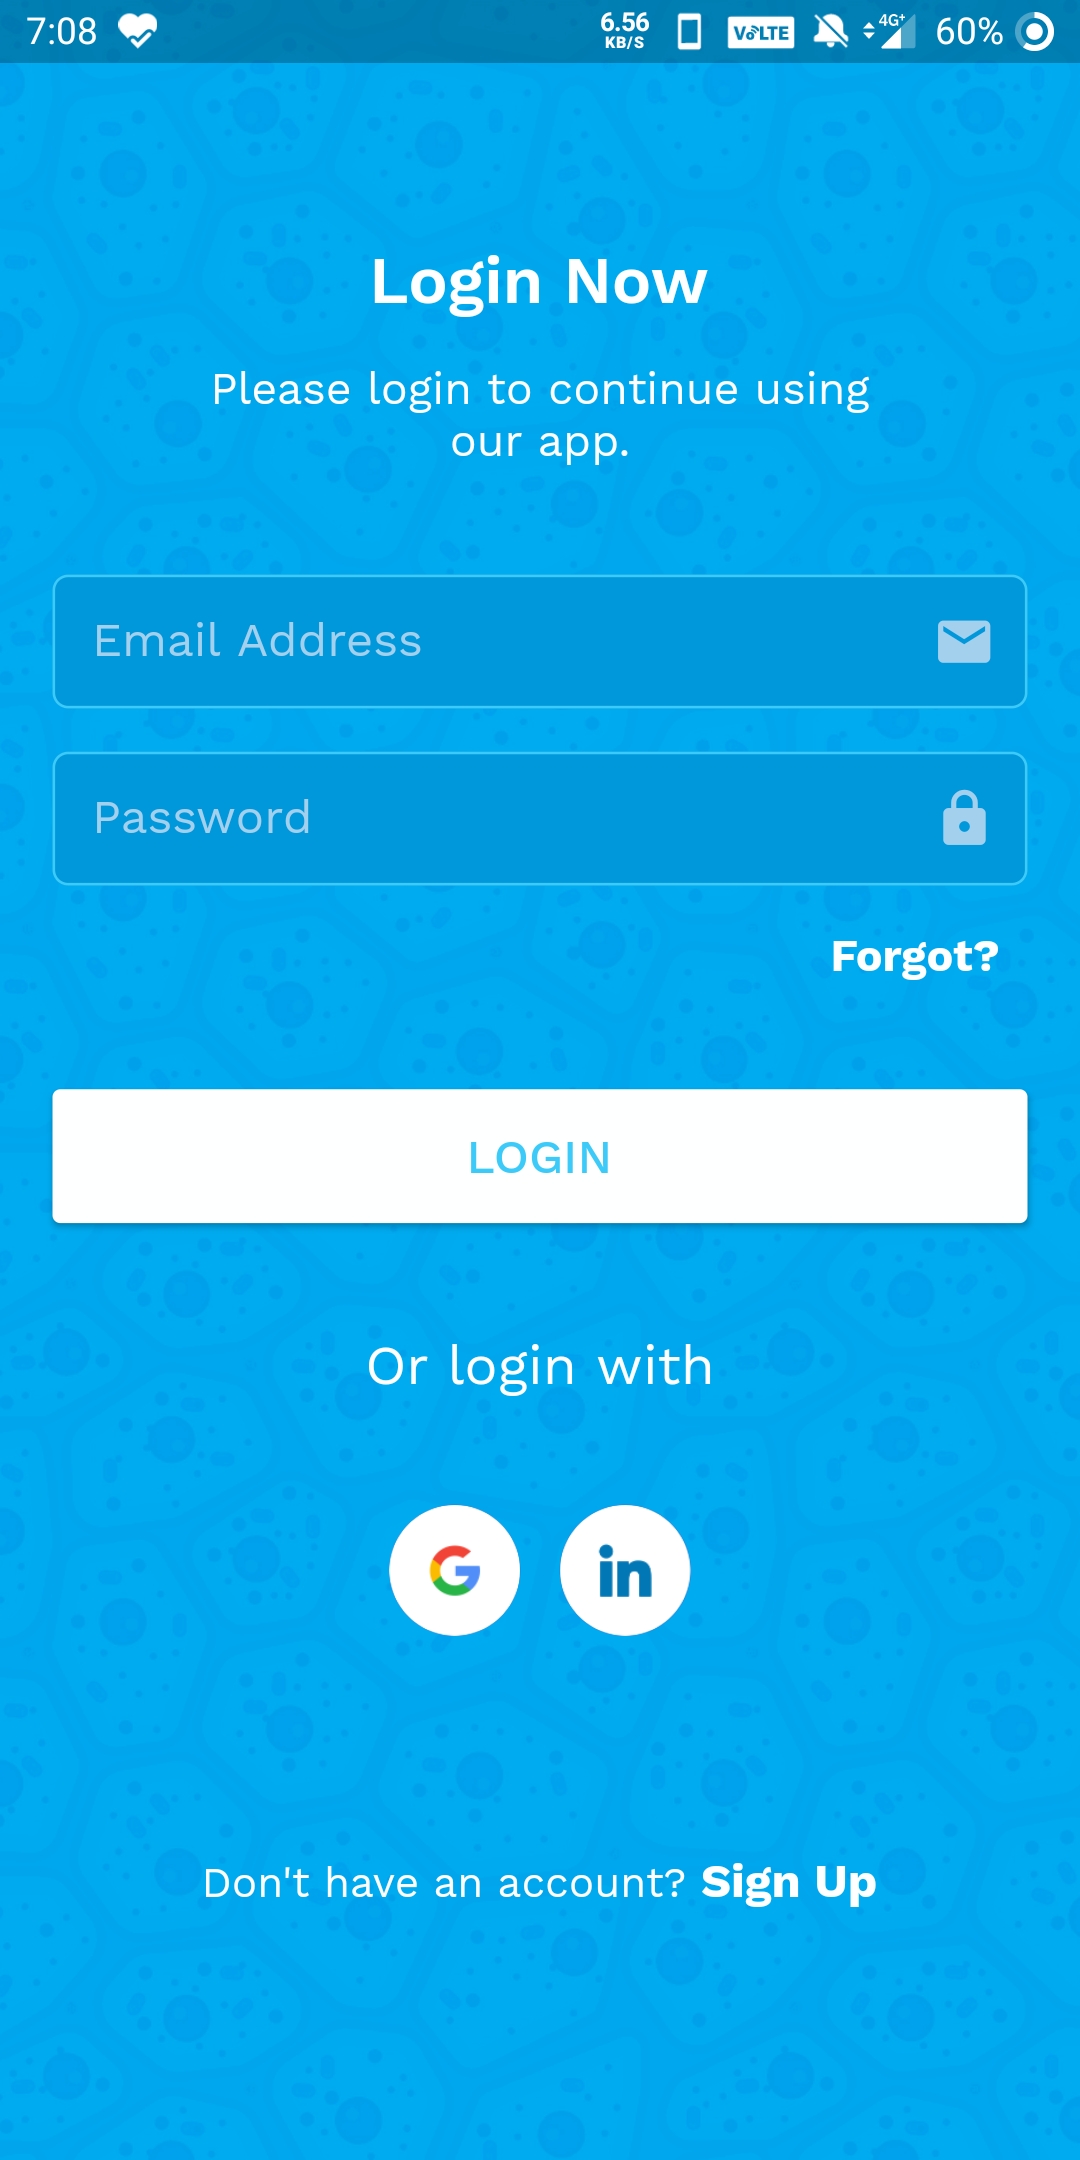 7:08 6.56 KB/S VoLTE 4G+ 60%
Login Now
Please login to continue using
our app.
Email Address
Password
Forgot?
LOGIN
Or login with
G in
Don't have an account? Sign Up